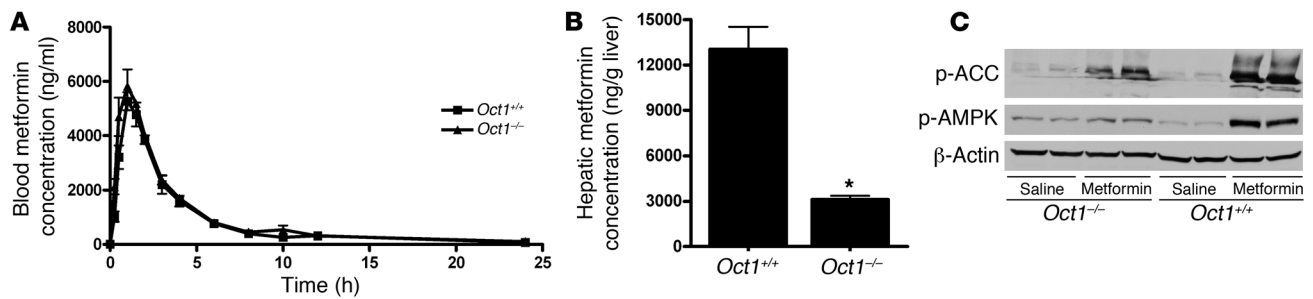 A
Blood metformin
concentration (ng/ml)
8000
6000
4000
2000
0
0
5
10
15
20
25
Time (h)
Oct1+/+
Oct1–/–
B
Hepatic metformin
concentration (ng/g liver)
15000
12000
9000
6000
3000
0
*
Oct1+/+
Oct1–/–
C
p-ACC
p-AMPK
β-Actin
Saline Metformin Saline Metformin
Oct1–/– Oct1+/+